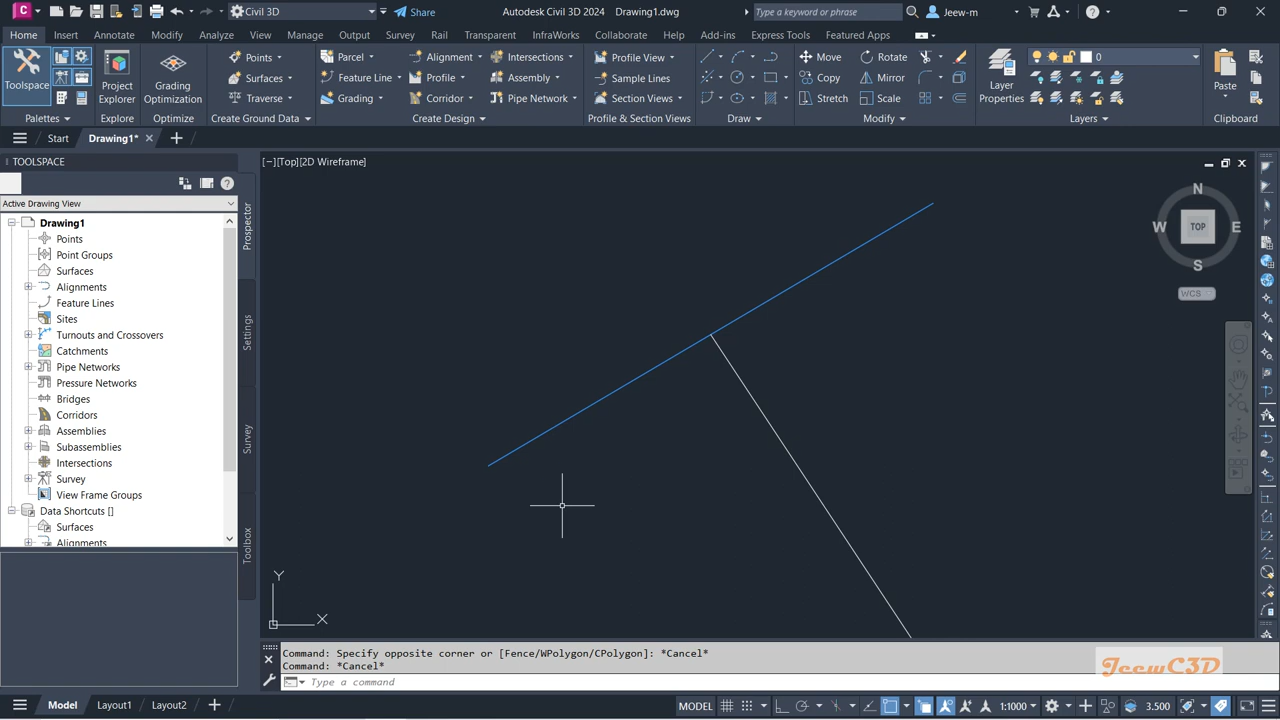 C
Civil 3D
Share
Autodesk Civil 3D 2024 Drawing1.dwg
Type a keyword or phrase
Jeew-m
Home Insert Annotate Modify Analyze View Manage Output Survey Rail Transparent InfraWorks Collaborate Help Add-ins Express Tools Featured Apps
Toolspace
Project Explorer
Grading Optimization
Points
Surfaces
Traverse
Parcel
Feature Line
Grading
Alignment
Profile
Corridor
Intersections
Assembly
Pipe Network
Profile View
Sample Lines
Section Views
Move
Copy
Stretch
Rotate
Mirror
Scale
Layer Properties
0
Paste
Palettes
Explore
Optimize
Create Ground Data
Create Design
Profile & Section Views
Draw
Modify
Layers
Clipboard
Start
Drawing1*
TOOLSPACE
[−][Top][2D Wireframe]
Active Drawing View
Drawing1
Points
Point Groups
Surfaces
Alignments
Feature Lines
Sites
Turnouts and Crossovers
Catchments
Pipe Networks
Pressure Networks
Bridges
Corridors
Assemblies
Subassemblies
Intersections
Survey
View Frame Groups
Data Shortcuts []
Surfaces
Alignments
Prospector
Settings
Survey
Toolbox
N
W TOP E
S
WCS
Y
X
Command: Specify opposite corner or [Fence/WPolygon/CPolygon]: *Cancel*
Command: *Cancel*
Type a command
JeewC3D
Model Layout1 Layout2
MODEL
1:1000
3.500